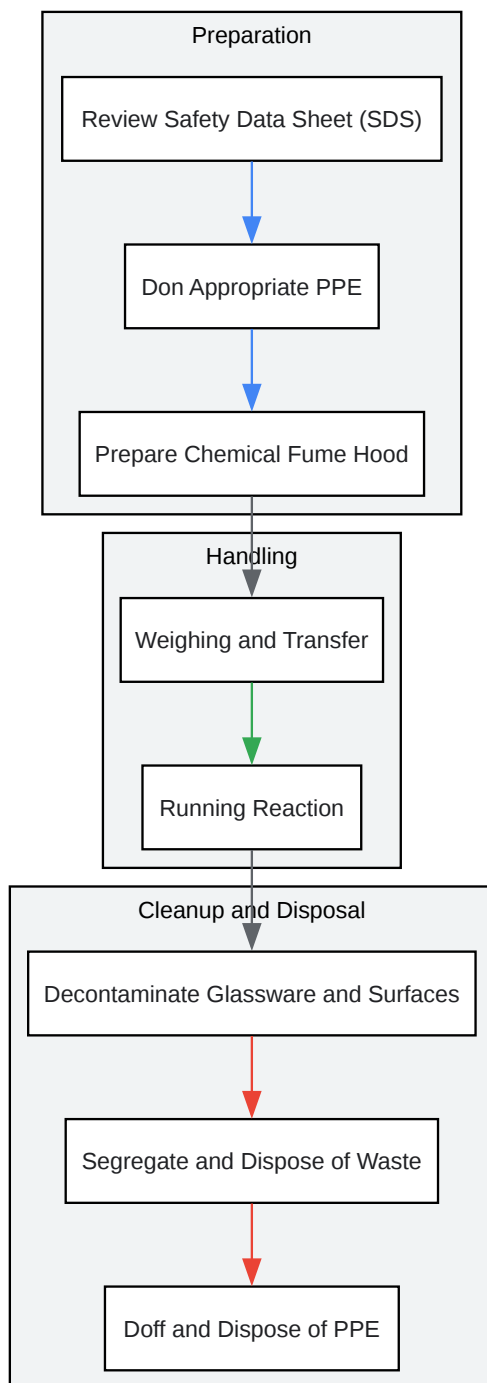 Preparation
Review Safety Data Sheet (SDS)
Don Appropriate PPE
Prepare Chemical Fume Hood
Handling
Weighing and Transfer
Running Reaction
Cleanup and Disposal
Decontaminate Glassware and Surfaces
Segregate and Dispose of Waste
Doff and Dispose of PPE